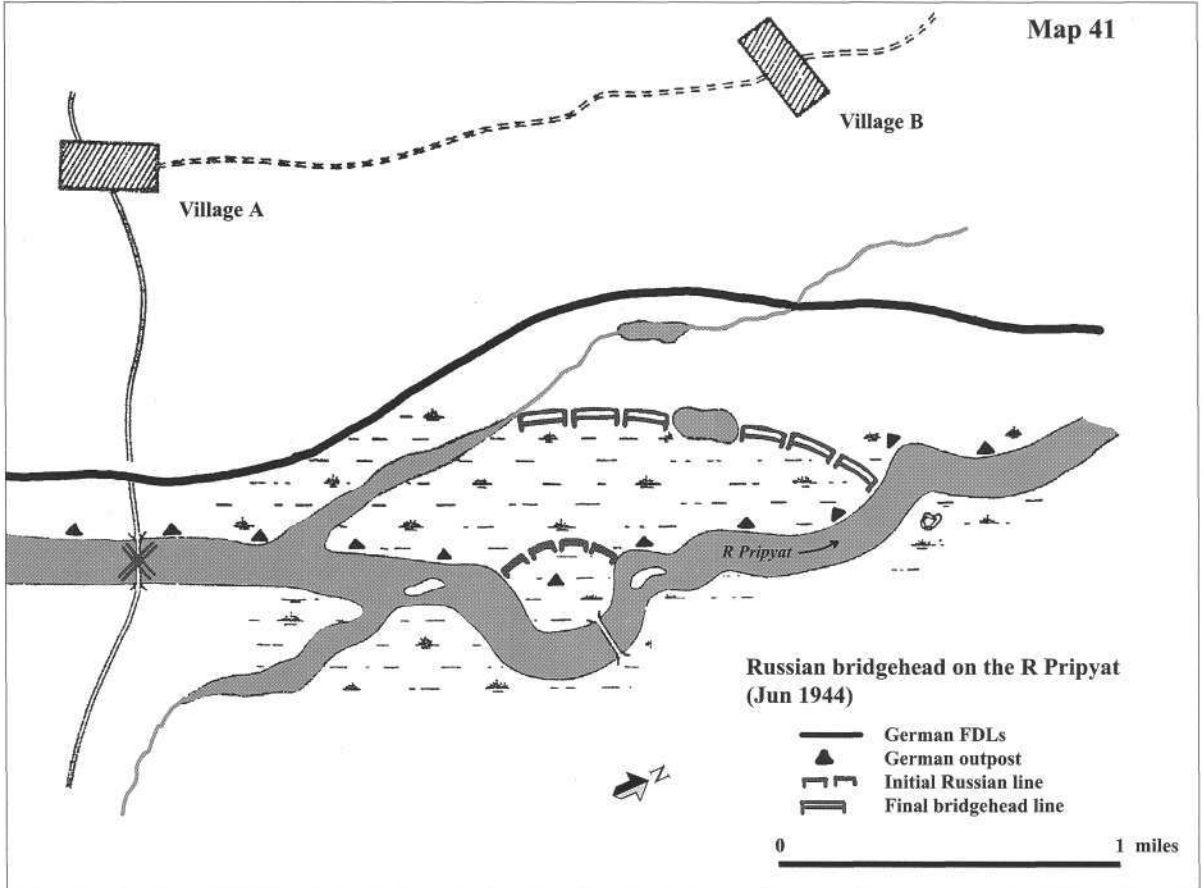 Map 41
Village B
Village A
R Pripyat
Russian bridgehead on the R Pripyat
(Jun 1944)
German FDLs
German outpost
Initial Russian line
Final bridgehead line
N
0 1 miles